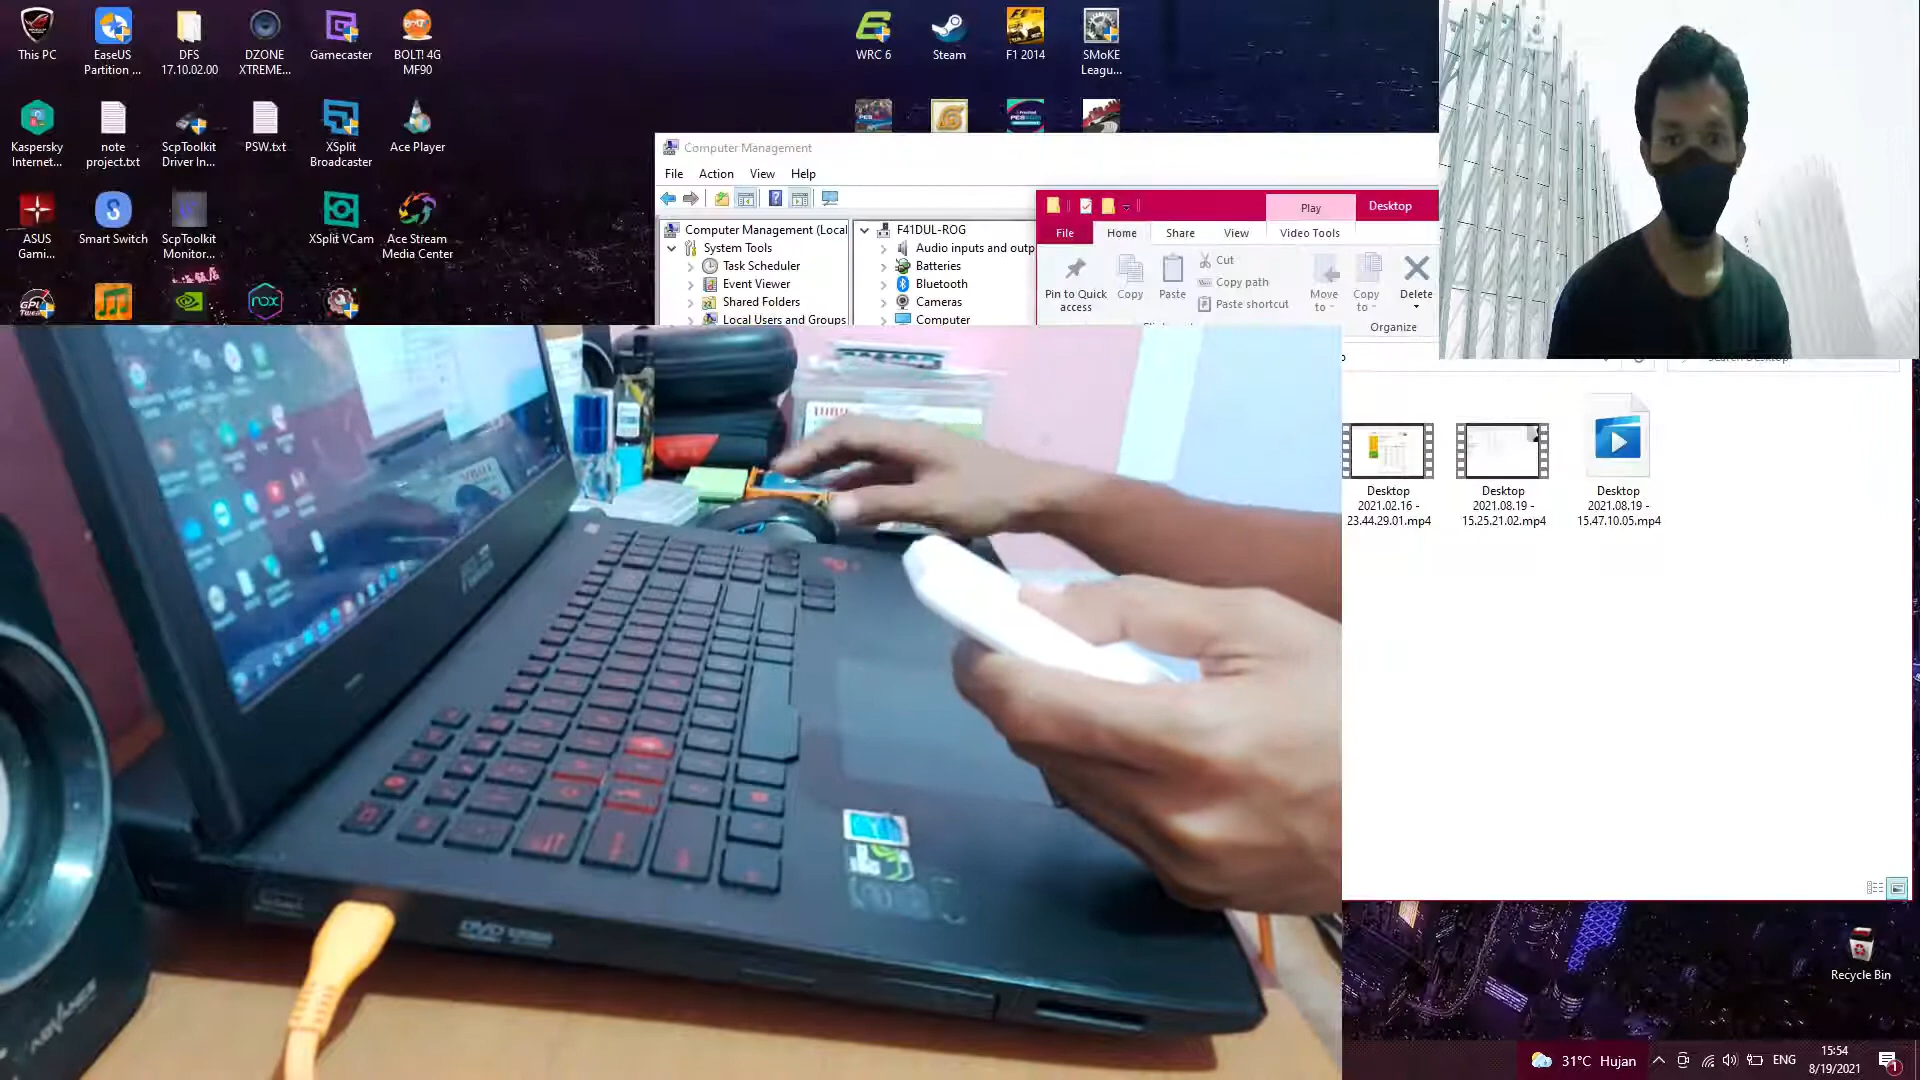 This PC
EaseUS
Partition ...
DFS
17.10.02.00
DZONE
XTREME...
Gamecaster
BOLT! 4G
MF90
WRC 6
Steam
F1 2014
SMoKE
Leagu...
Kaspersky
Internet...
note
project.txt
ScpToolkit
Driver In...
PSW.txt
XSplit
Broadcaster
Ace Player
ASUS
Gami...
Smart Switch
ScpToolkit
Monitor...
XSplit VCam
Ace Stream
Media Center
Computer Management
File Action View Help
Computer Management (Local
System Tools
Task Scheduler
Event Viewer
Shared Folders
Local Users and Groups
F41DUL-ROG
Audio inputs and outp
Batteries
Bluetooth
Cameras
Computer
Play
Desktop
File
Home
Share
View
Video Tools
Pin to Quick
access
Copy
Paste
Cut
Copy path
Paste shortcut
Move
to
Copy
to
Delete
Organize
Search Desktop
Desktop
2021.02.16 -
23.44.29.01.mp4
Desktop
2021.08.19 -
15.25.21.02.mp4
Desktop
2021.08.19 -
15.47.10.05.mp4
Recycle Bin
31°C Hujan
ENG
15:54
8/19/2021
1